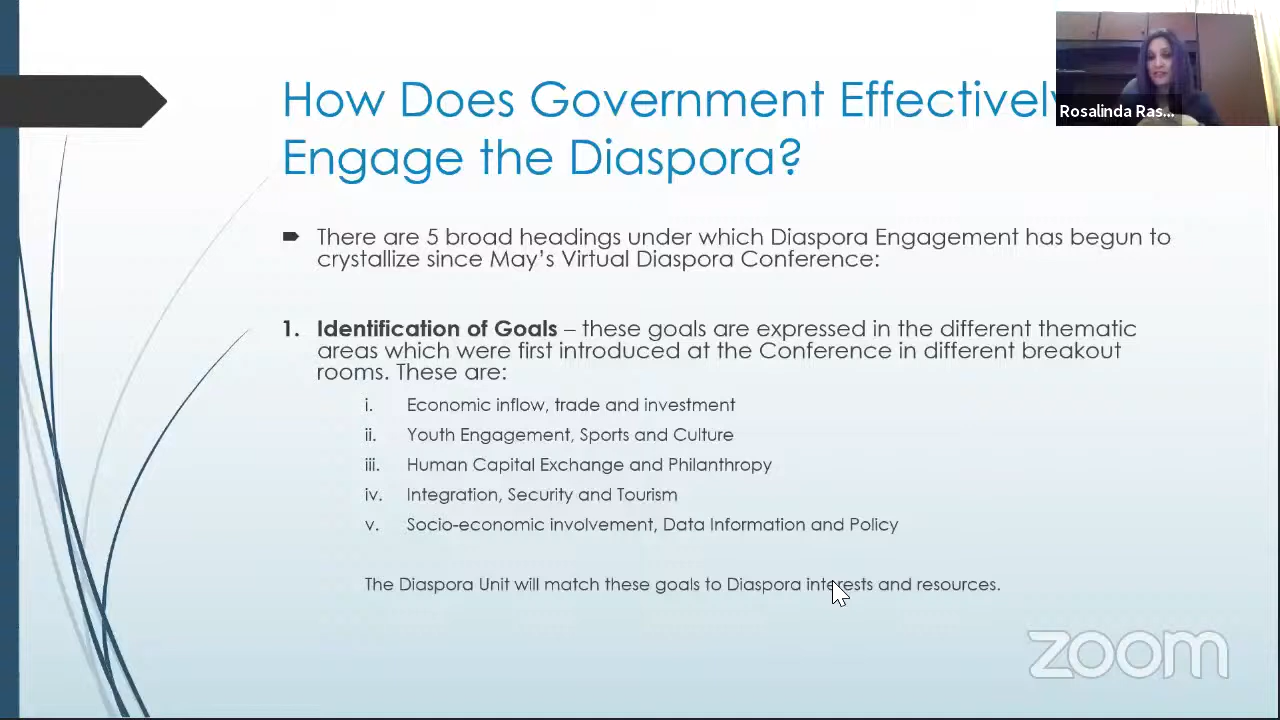 How Does Government Effectively
Engage the Diaspora?
Rosalinda Ras...
There are 5 broad headings under which Diaspora Engagement has begun to
crystallize since May's Virtual Diaspora Conference:
1. Identification of Goals – these goals are expressed in the different thematic
areas which were first introduced at the Conference in different breakout
rooms. These are:
i. Economic inflow, trade and investment
ii. Youth Engagement, Sports and Culture
iii. Human Capital Exchange and Philanthropy
iv. Integration, Security and Tourism
v. Socio-economic involvement, Data Information and Policy
The Diaspora Unit will match these goals to Diaspora interests and resources.
zoom